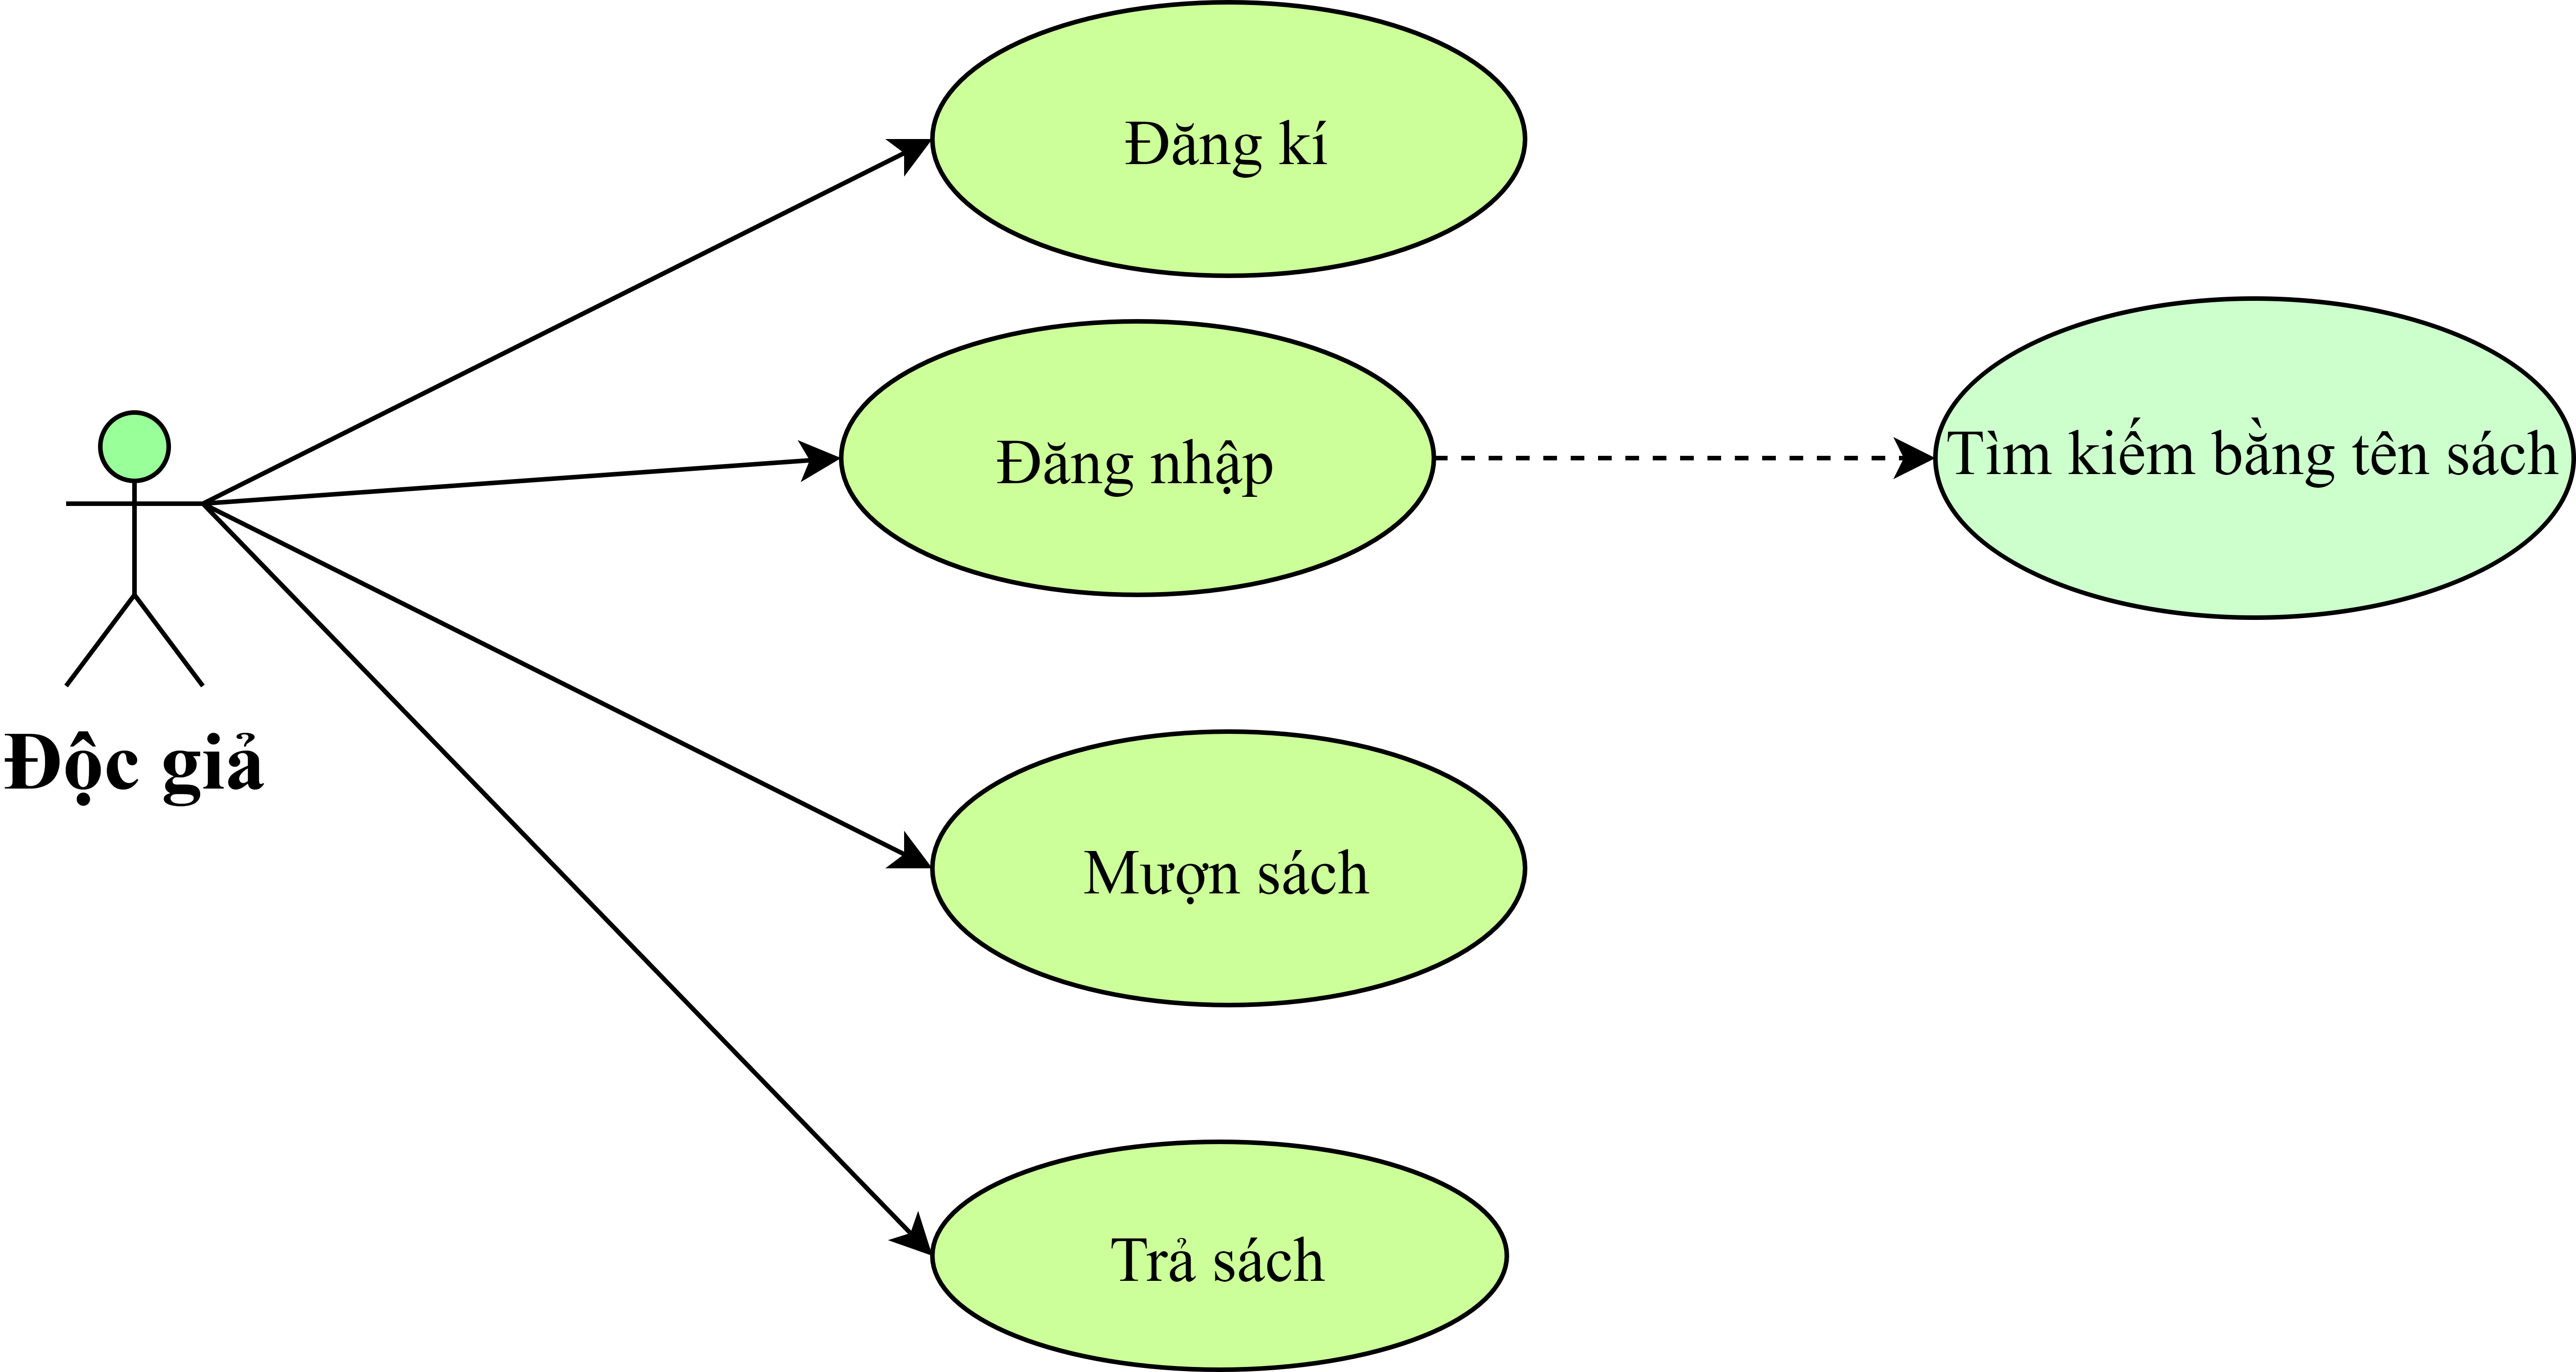 Đăng kí
Đăng nhập
Tìm kiếm bằng tên sách
Độc giả
Mượn sách
Trả sách